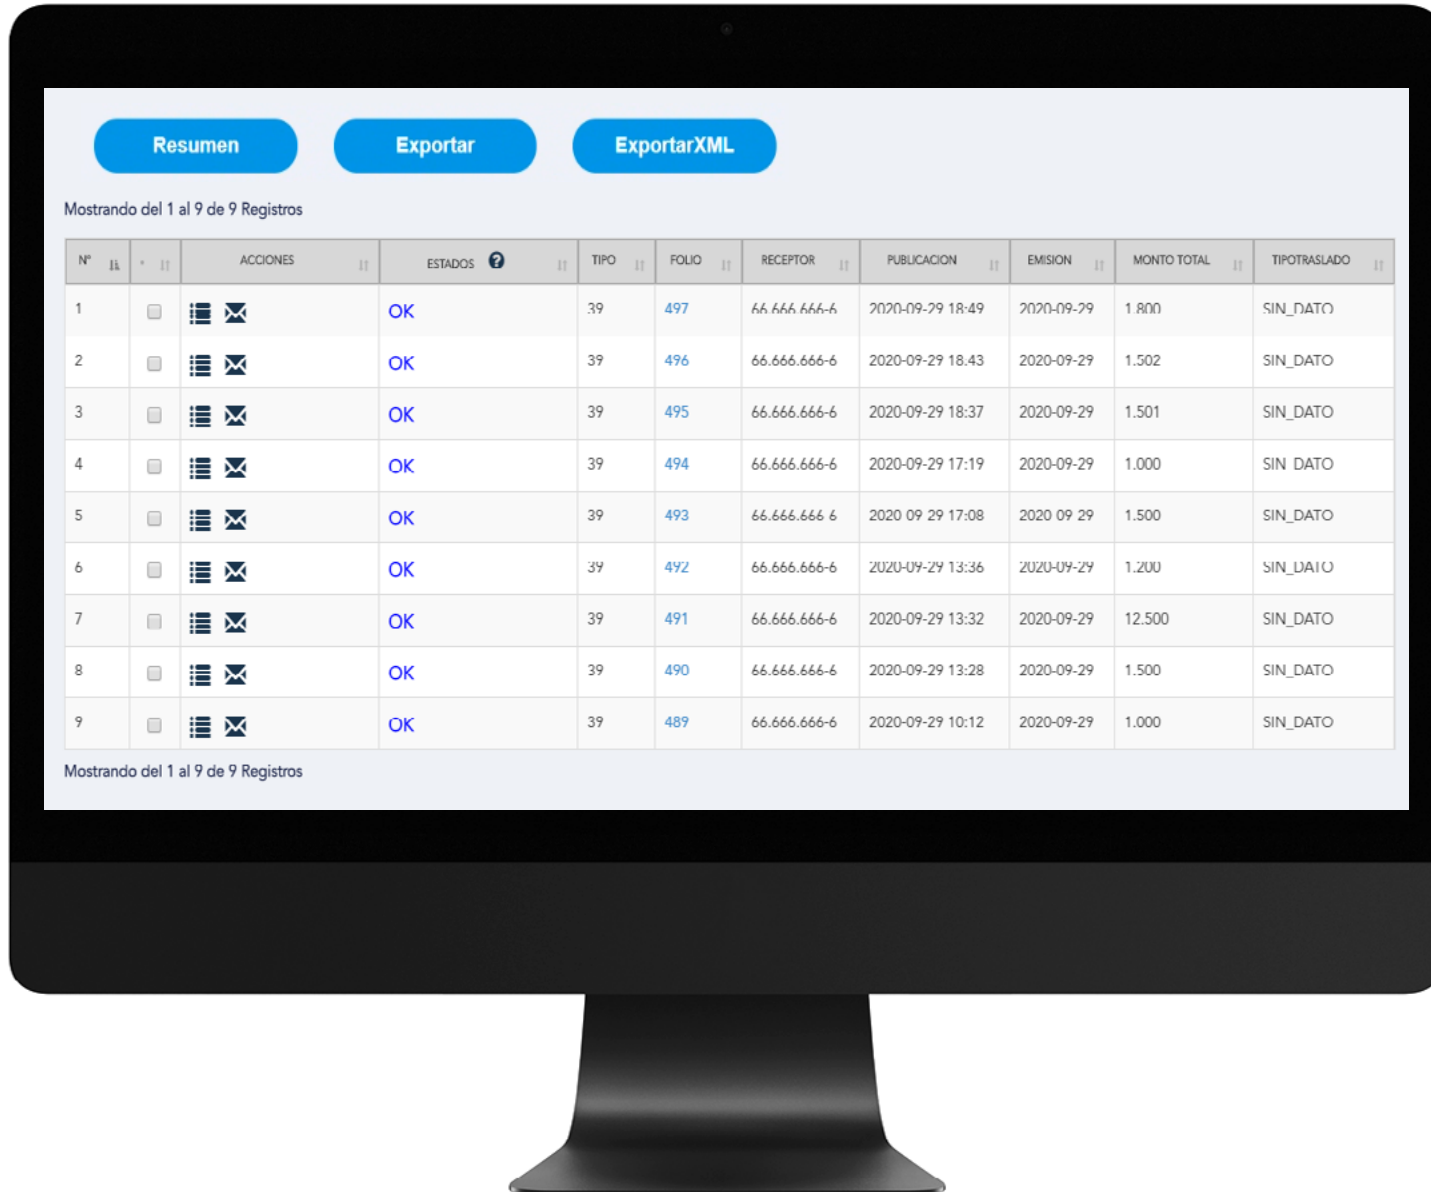 Resumen Exportar ExportarXML
Mostrando del 1 al 9 de 9 Registros
N° * ACCIONES ESTADOS ? TIPO FOLIO RECEPTOR PUBLICACION EMISION MONTO TOTAL TIPOTRASLADO
1 OK 39 497 66.666.666-6 2020-09-29 18:49 2020-09-29 1.800 SIN_DATO
2 OK 39 496 66.666.666-6 2020-09-29 18:43 2020-09-29 1.502 SIN_DATO
3 OK 39 495 66.666.666-6 2020-09-29 18:37 2020-09-29 1.501 SIN_DATO
4 OK 39 494 66.666.666-6 2020-09-29 17:19 2020-09-29 1.000 SIN_DATO
5 OK 39 493 66.666.666-6 2020-09-29 17:08 2020-09-29 1.500 SIN_DATO
6 OK 39 492 66.666.666-6 2020-09-29 13:36 2020-09-29 1.200 SIN_DATO
7 OK 39 491 66.666.666-6 2020-09-29 13:32 2020-09-29 12.500 SIN_DATO
8 OK 39 490 66.666.666-6 2020-09-29 13:28 2020-09-29 1.500 SIN_DATO
9 OK 39 489 66.666.666-6 2020-09-29 10:12 2020-09-29 1.000 SIN_DATO
Mostrando del 1 al 9 de 9 Registros